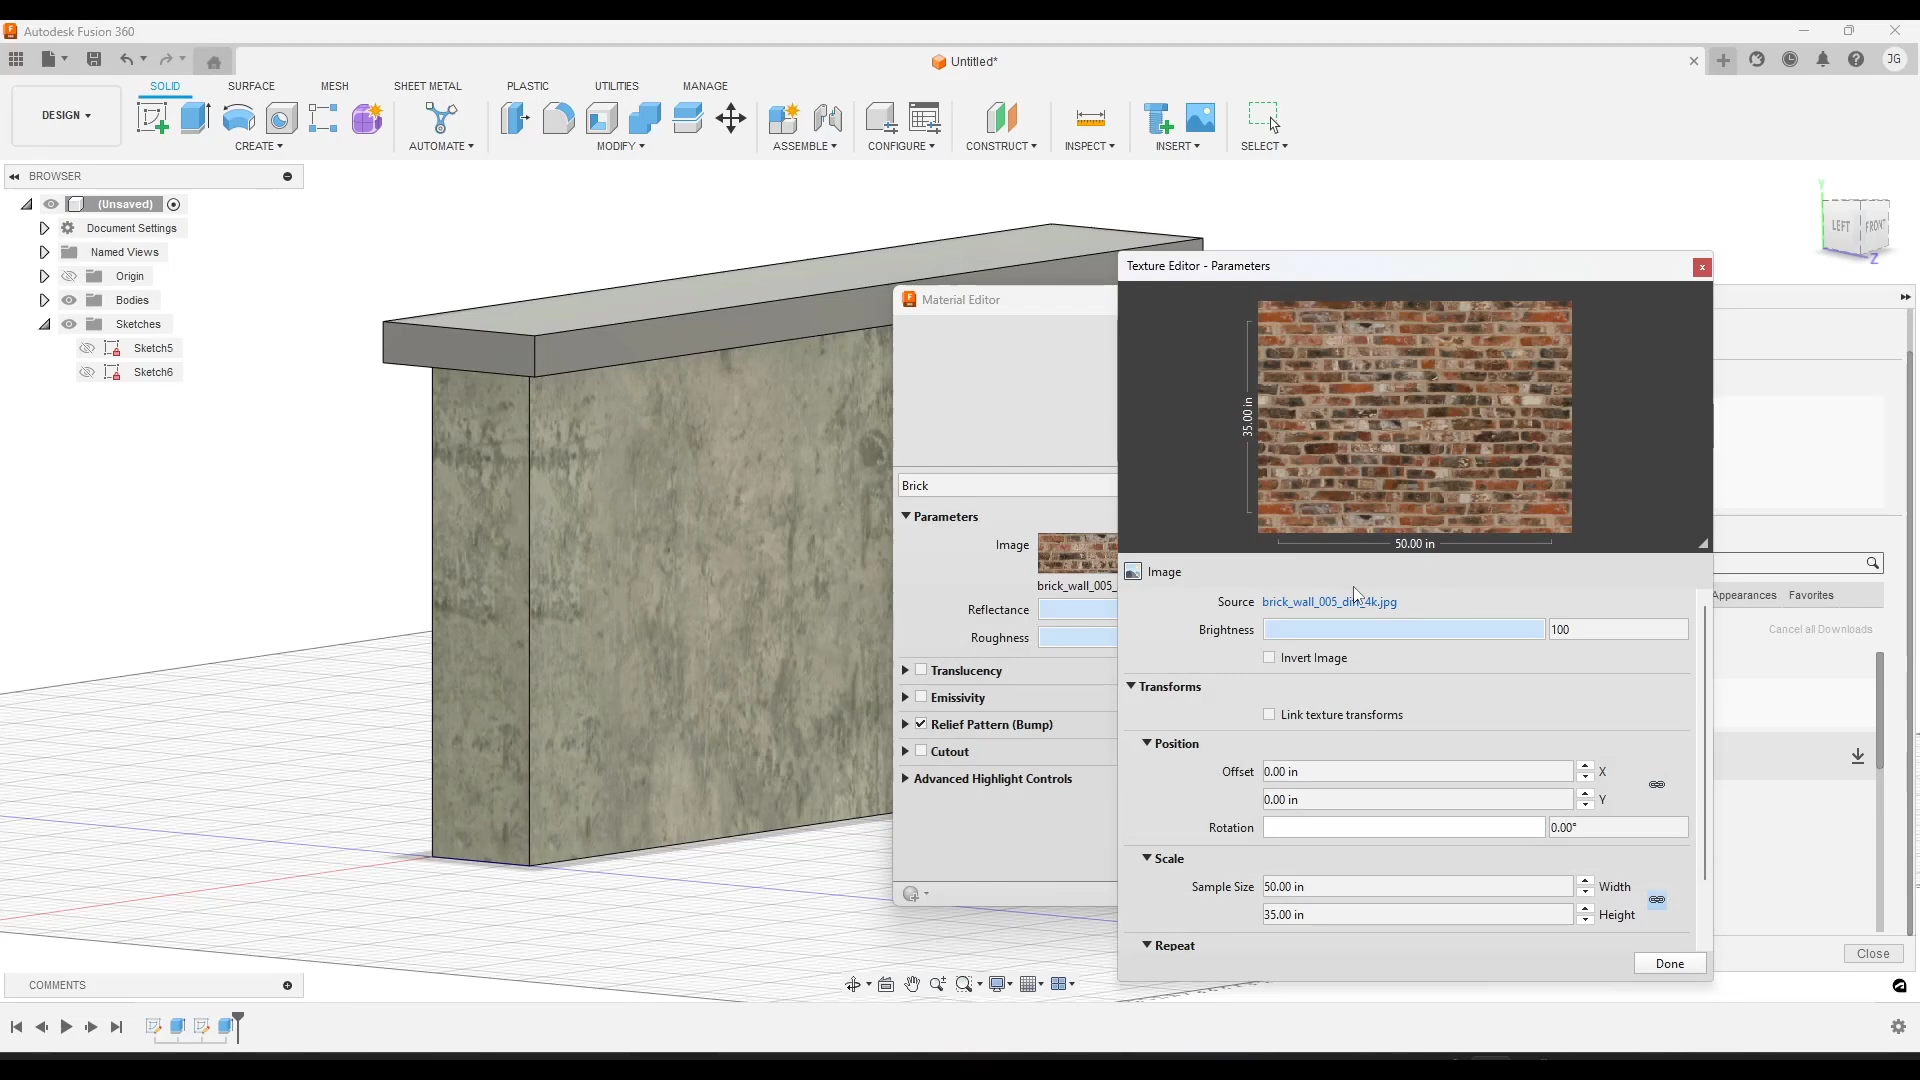 Autodesk Fusion 360
Untitled*
JG
DESIGN
SOLID
SURFACE
MESH
SHEET METAL
PLASTIC
UTILITIES
MANAGE
CREATE
AUTOMATE
MODIFY
ASSEMBLE
CONFIGURE
CONSTRUCT
INSPECT
INSERT
SELECT
BROWSER
(Unsaved)
Document Settings
Named Views
Origin
Bodies
Sketches
Sketch5
Sketch6
Y
LEFT
FRONT
Z
Material Editor
Brick
Parameters
Image
brick_wall_005_
Reflectance
Roughness
Translucency
Emissivity
Relief Pattern (Bump)
Cutout
Advanced Highlight Controls
Texture Editor - Parameters
35.00 in
50.00 in
Image
Source
Brightness 100
Invert Image
Transforms
Link texture transforms
Position
Offset 0.00 in X
0.00 in Y
Rotation 0.00°
Scale
Sample Size 50.00 in Width
35.00 in Height
Repeat
Done
Appearances Favorites
Cancel all Downloads
Close
COMMENTS